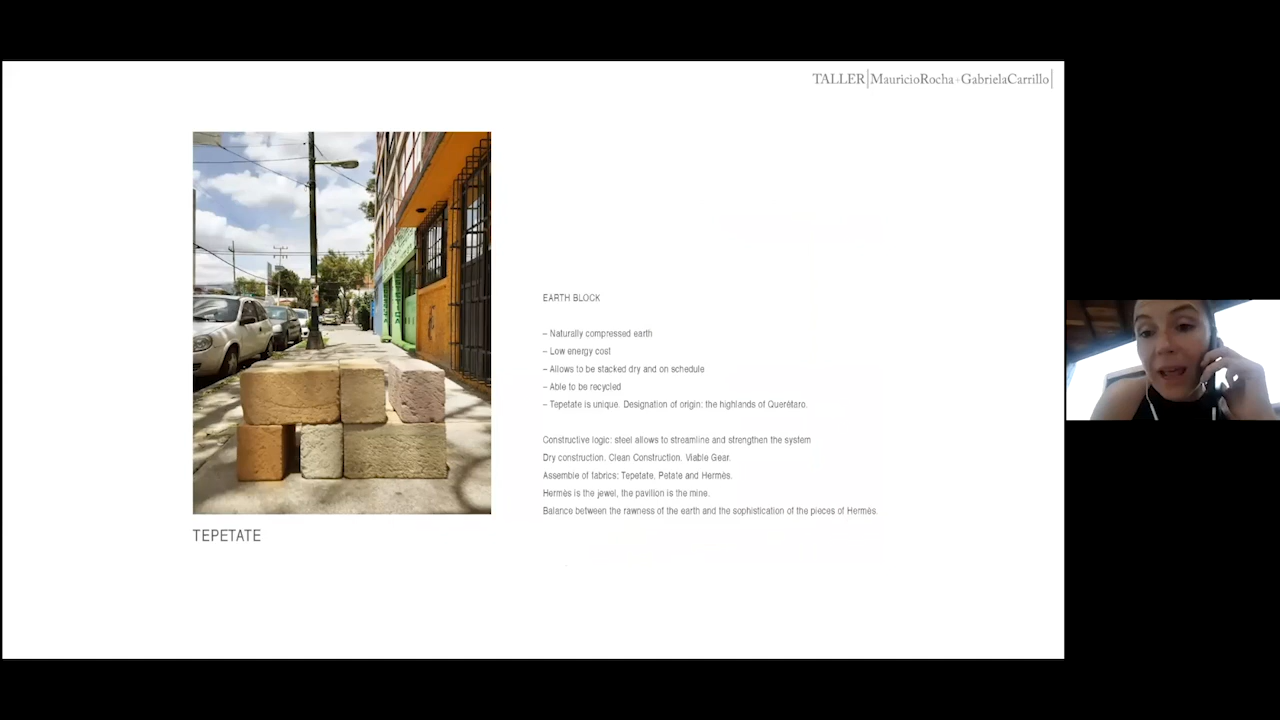 TALLER|MauricioRocha+GabrielaCarrillo|
EARTH BLOCK
– Naturally compressed earth
– Low energy cost
– Allows to be stacked dry and on schedule
– Able to be recycled
– Tepetate is unique. Designation of origin: the highlands of Querétaro.
Constructive logic: steel allows to streamline and strengthen the system
Dry construction. Clean Construction. Viable Gear.
Assemble of fabrics: Tepetate, Petate and Hermès.
Hermès is the jewel, the pavilion is the mine.
Balance between the rawness of the earth and the sophistication of the pieces of Hermès.
TEPETATE